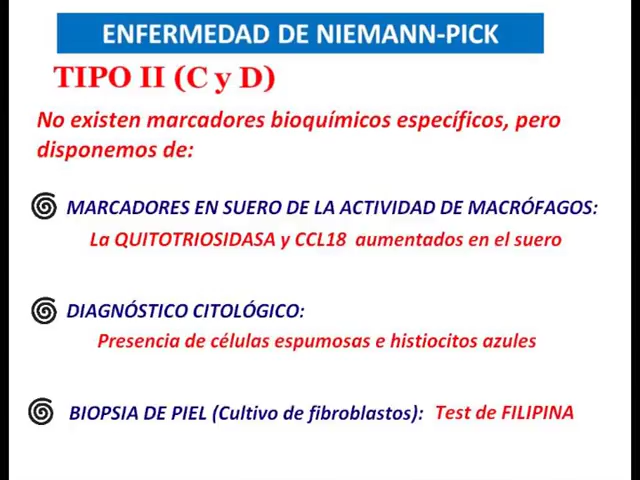 ENFERMEDAD DE NIEMANN-PICK
TIPO II (C y D)
No existen marcadores bioquímicos específicos, pero
disponemos de:
MARCADORES EN SUERO DE LA ACTIVIDAD DE MACRÓFAGOS:
La QUITOTRIOSIDASA y CCL18 aumentados en el suero
DIAGNÓSTICO CITOLÓGICO:
Presencia de células espumosas e histiocitos azules
BIOPSIA DE PIEL (Cultivo de fibroblastos): Test de FILIPINA